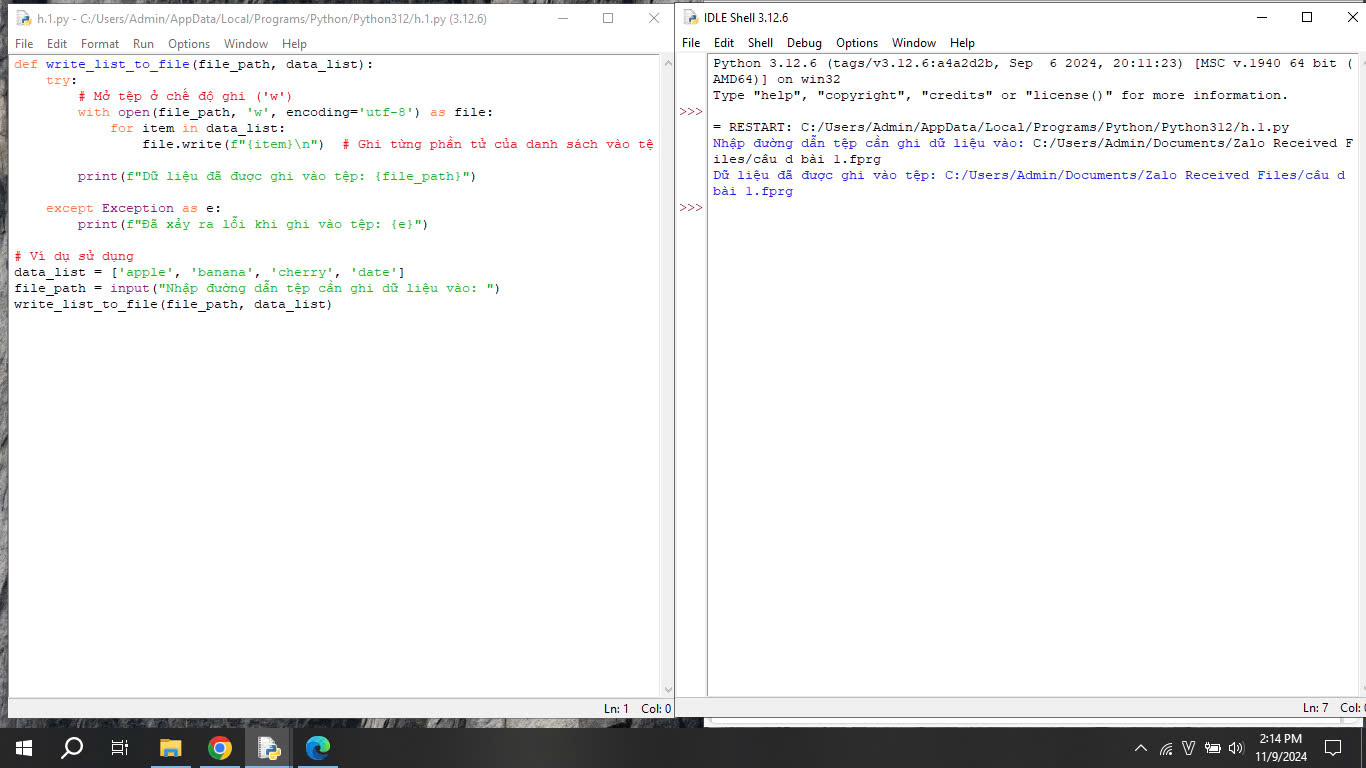 h.1.py - C:/Users/Admin/AppData/Local/Programs/Python/Python312/h.1.py (3.12.6)
File Edit Format Run Options Window Help
def write_list_to_file(file_path, data_list):
    try:
        # Mở tệp ở chế độ ghi ('w')
        with open(file_path, 'w', encoding='utf-8') as file:
            for item in data_list:
                file.write(f"{item}\n")  # Ghi từng phần tử của danh sách vào tệ
        print(f"Dữ liệu đã được ghi vào tệp: {file_path}")
    except Exception as e:
        print(f"Đã xảy ra lỗi khi ghi vào tệp: {e}")
# Ví dụ sử dụng
data_list = ['apple', 'banana', 'cherry', 'date']
file_path = input("Nhập đường dẫn tệp cần ghi dữ liệu vào: ")
write_list_to_file(file_path, data_list)
Ln: 1 Col: 0
IDLE Shell 3.12.6
File Edit Shell Debug Options Window Help
Python 3.12.6 (tags/v3.12.6:a4a2d2b, Sep  6 2024, 20:11:23) [MSC v.1940 64 bit (
AMD64)] on win32
Type "help", "copyright", "credits" or "license()" for more information.
>>>
= RESTART: C:/Users/Admin/AppData/Local/Programs/Python/Python312/h.1.py
Nhập đường dẫn tệp cần ghi dữ liệu vào: C:/Users/Admin/Documents/Zalo Received F
iles/câu d bài 1.fprg
Dữ liệu đã được ghi vào tệp: C:/Users/Admin/Documents/Zalo Received Files/câu d
bài 1.fprg
>>>
Ln: 7 Col: 0
2:14 PM
11/9/2024